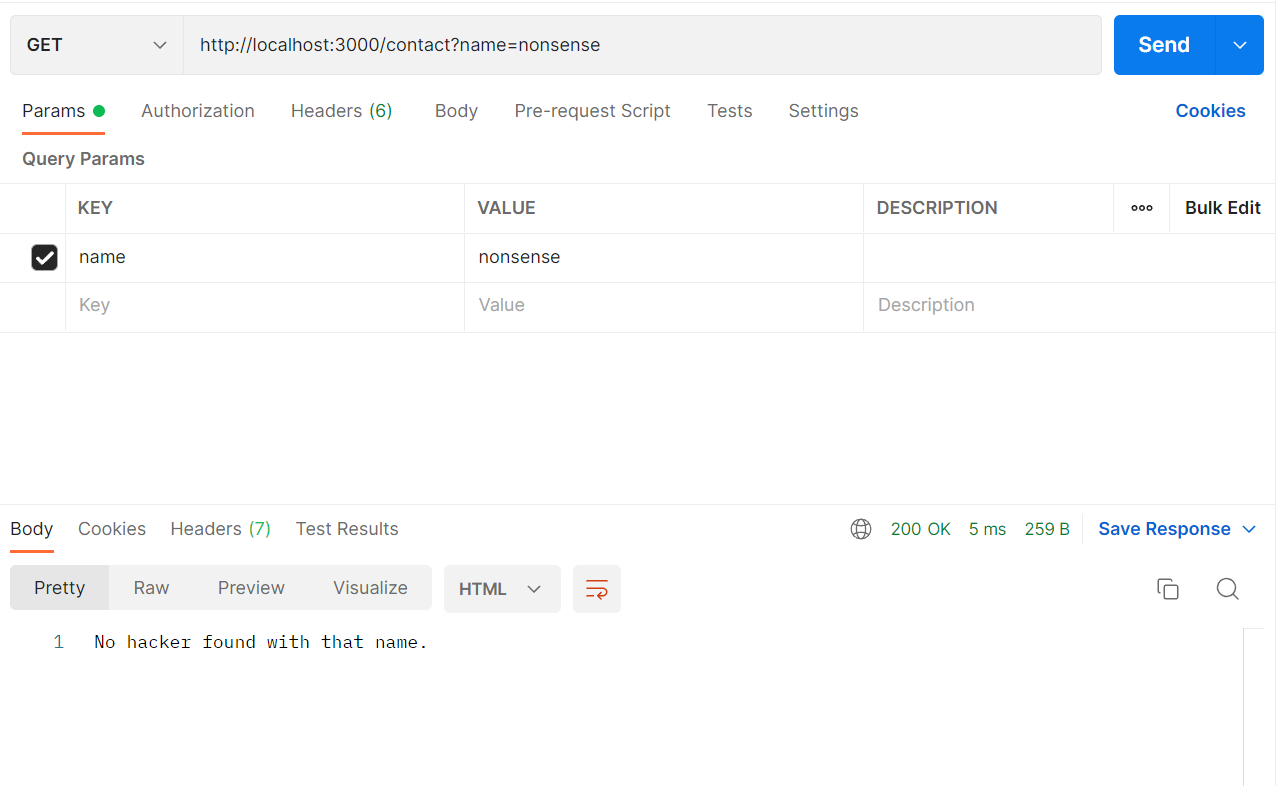 GET http://localhost:3000/contact?name=nonsense Send
Params Authorization Headers (6) Body Pre-request Script Tests Settings Cookies
Query Params
KEY VALUE DESCRIPTION Bulk Edit
name nonsense
Key Value Description
Body Cookies Headers (7) Test Results 200 OK 5 ms 259 B Save Response
Pretty Raw Preview Visualize HTML
1 No hacker found with that name.